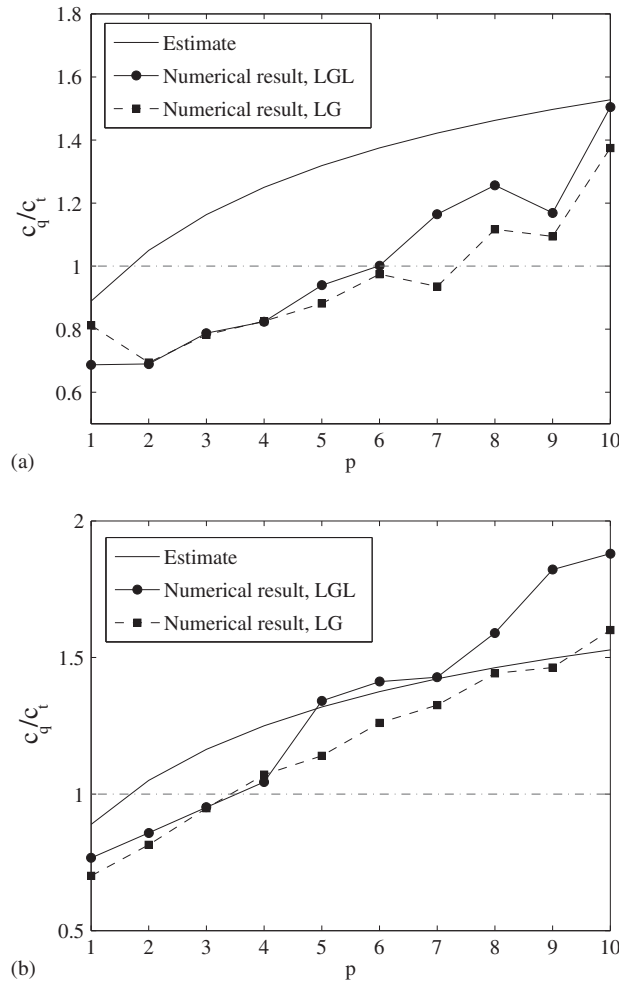 1.8
1.6
1.4
1.2
1
0.8
0.6
c_q/c_t
Estimate
Numerical result, LGL
Numerical result, LG
1 2 3 4 5 6 7 8 9 10
p
(a)
2
1.5
1
0.5
c_q/c_t
Estimate
Numerical result, LGL
Numerical result, LG
1 2 3 4 5 6 7 8 9 10
p
(b)